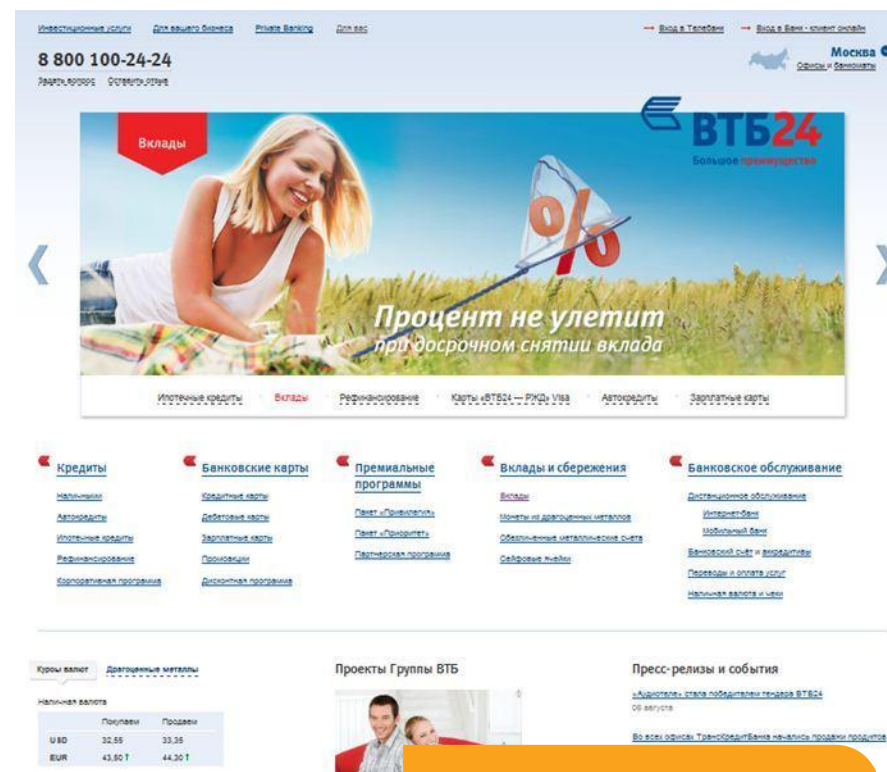 Инвестиционные услуги Для вашего бизнеса Private Banking Для вас
→ Вход в Телебанк → Вход в Банк - клиент онлайн
8 800 100-24-24
Москва
Задать вопрос Оставить отзыв
Офисы и банкоматы
Вклады
ВТБ24
Большое преимущество
%
Процент не улетит
при досрочном снятии вклада
Ипотечные кредиты Вклады Рефинансирование Карты «ВТБ24 — РЖД» Visa Автокредиты Зарплатные карты
Кредиты
Наличными
Автокредиты
Ипотечные кредиты
Рефинансирование
Корпоративная программа
Банковские карты
Кредитные карты
Дебетовые карты
Зарплатные карты
Промоакции
Дисконтная программа
Премиальные
программы
Пакет «Привилегия»
Пакет «Приоритет»
Партнерская программа
Вклады и сбережения
Вклады
Монеты из драгоценных металлов
Обезличенные металлические счета
Сейфовые ячейки
Банковское обслуживание
Дистанционное обслуживание
Интернет-банк
Мобильный банк
Банковский счёт и аккредитивы
Переводы и оплата услуг
Наличная валюта и чеки
Курсы валют Драгоценные металлы
Наличная валюта
Покупаем Продаем
USD 32,55 33,35
EUR 43,50 ↑ 44,30 ↑
Проекты Группы ВТБ
Пресс-релизы и события
«Аудиотеле» стала победителем тендера ВТБ24
06 августа
Во всех офисах ТрансКредитБанка начались продажи продуктов